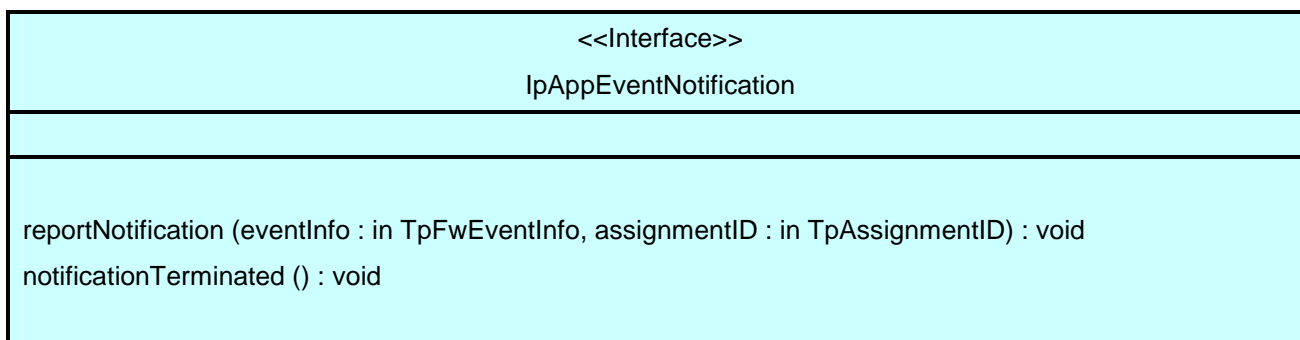 <<Interface>>
IpAppEventNotification
reportNotification (eventInfo : in TpFwEventInfo, assignmentID : in TpAssignmentID) : void
notificationTerminated () : void